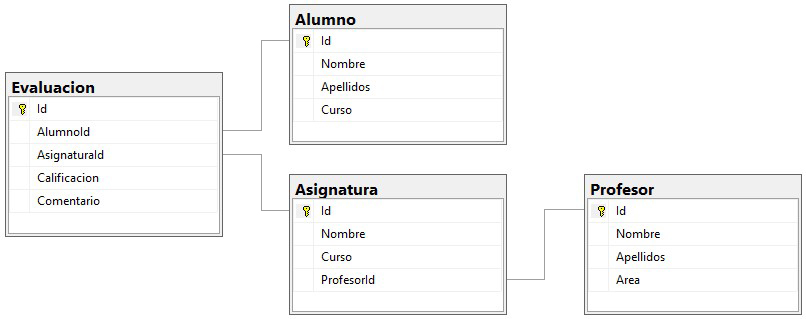 Evaluacion
Id
AlumnoId
AsignaturaId
Calificacion
Comentario
Alumno
Id
Nombre
Apellidos
Curso
Asignatura
Id
Nombre
Curso
ProfesorId
Profesor
Id
Nombre
Apellidos
Area